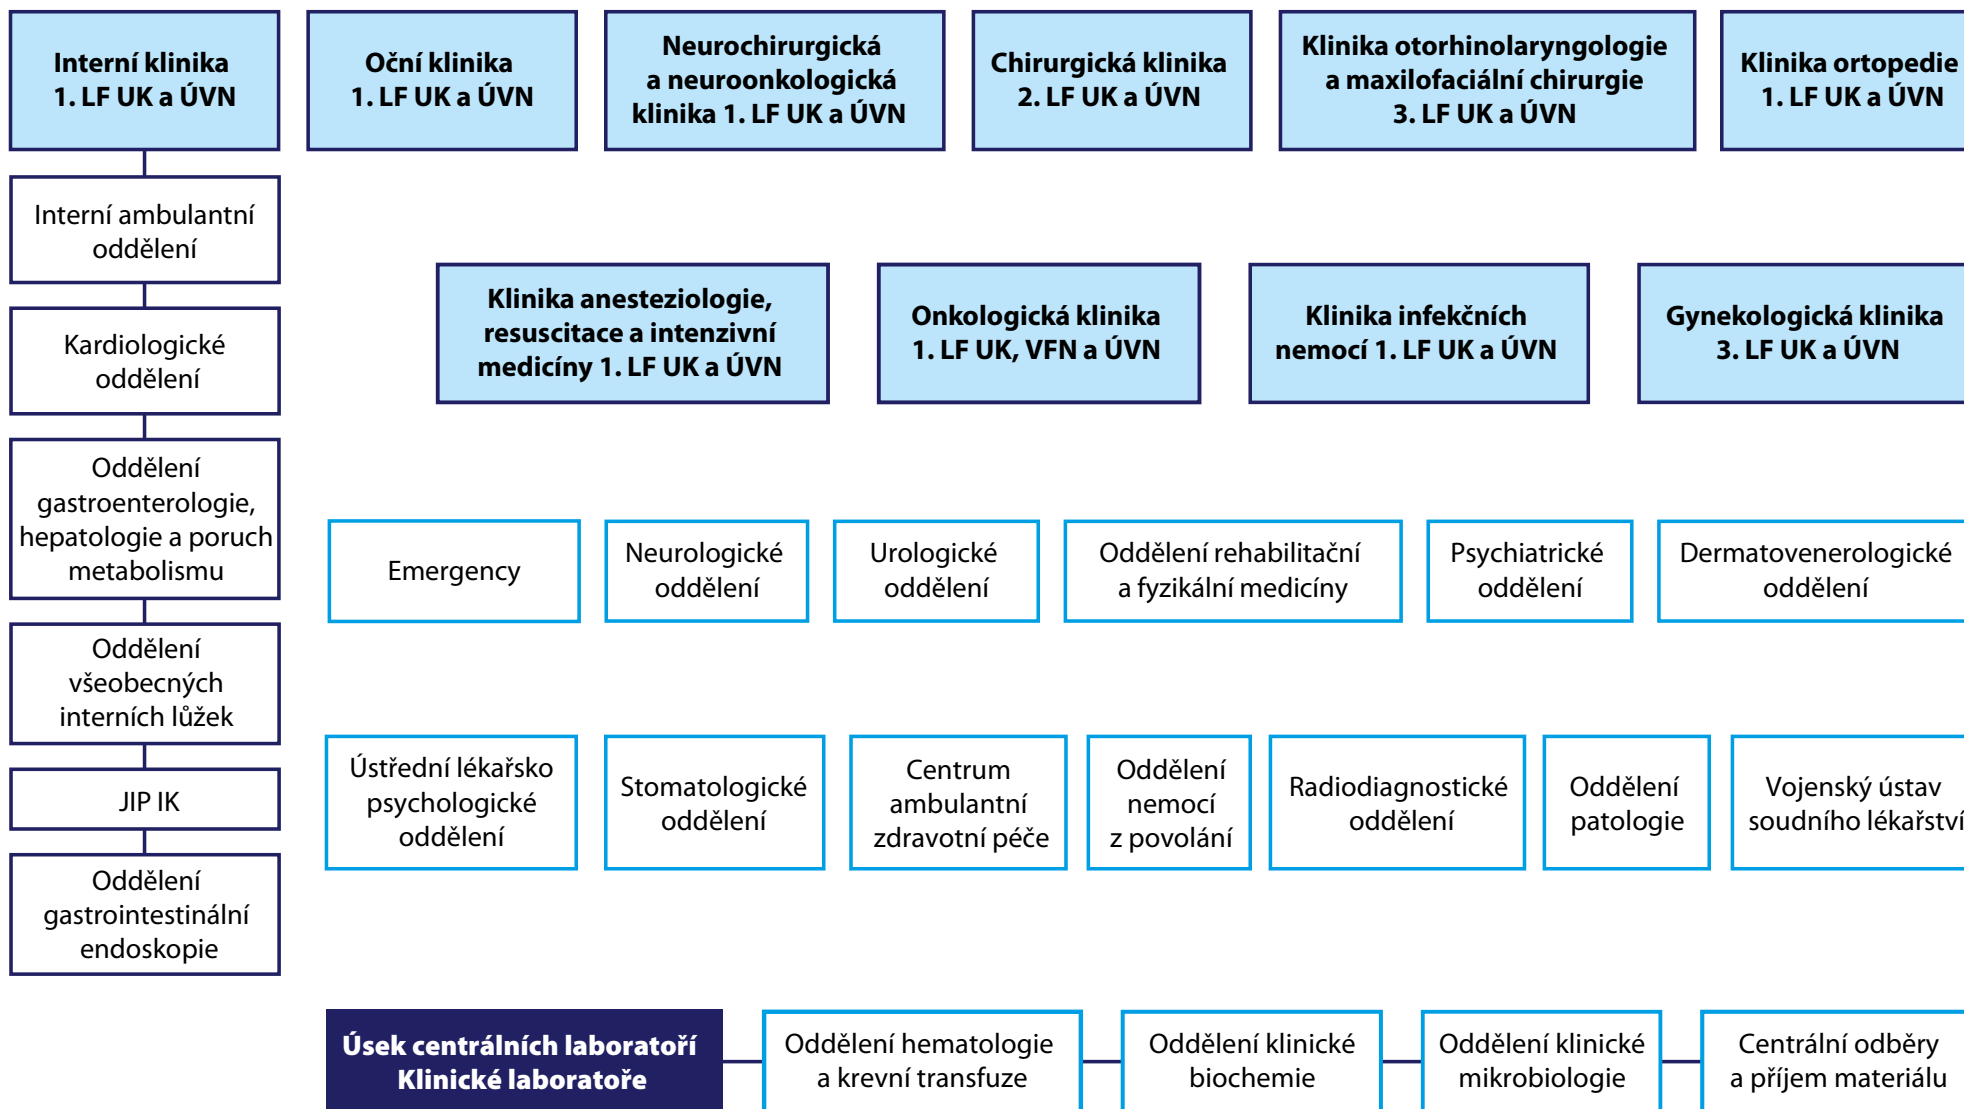 Interní klinika
1. LF UK a ÚVN
Oční klinika
1. LF UK a ÚVN
Neurochirurgická
a neuroonkologická
klinika 1. LF UK a ÚVN
Chirurgická klinika
2. LF UK a ÚVN
Klinika otorhinolaryngologie
a maxilofaciální chirurgie
3. LF UK a ÚVN
Klinika ortopedie
1. LF UK a ÚVN
Interní ambulantní
oddělení
Kardiologické
oddělení
Oddělení
gastroenterologie,
hepatologie a poruch
metabolismu
Oddělení
všeobecných
interních lůžek
JIP IK
Oddělení
gastrointestinální
endoskopie
Klinika anesteziologie,
resuscitace a intenzivní
medicíny 1. LF UK a ÚVN
Onkologická klinika
1. LF UK, VFN a ÚVN
Klinika infekčních
nemocí 1. LF UK a ÚVN
Gynekologická klinika
3. LF UK a ÚVN
Emergency
Neurologické
oddělení
Urologické
oddělení
Oddělení rehabilitační
a fyzikální medicíny
Psychiatrické
oddělení
Dermatovenerologické
oddělení
Ústřední lékařsko
psychologické
oddělení
Stomatologické
oddělení
Centrum
ambulantní
zdravotní péče
Oddělení
nemocí
z povolání
Radiodiagnostické
oddělení
Oddělení
patologie
Vojenský ústav
soudního lékařství
Úsek centrálních laboratoří
Klinické laboratoře
Oddělení hematologie
a krevní transfuze
Oddělení klinické
biochemie
Oddělení klinické
mikrobiologie
Centrální odběry
a příjem materiálu